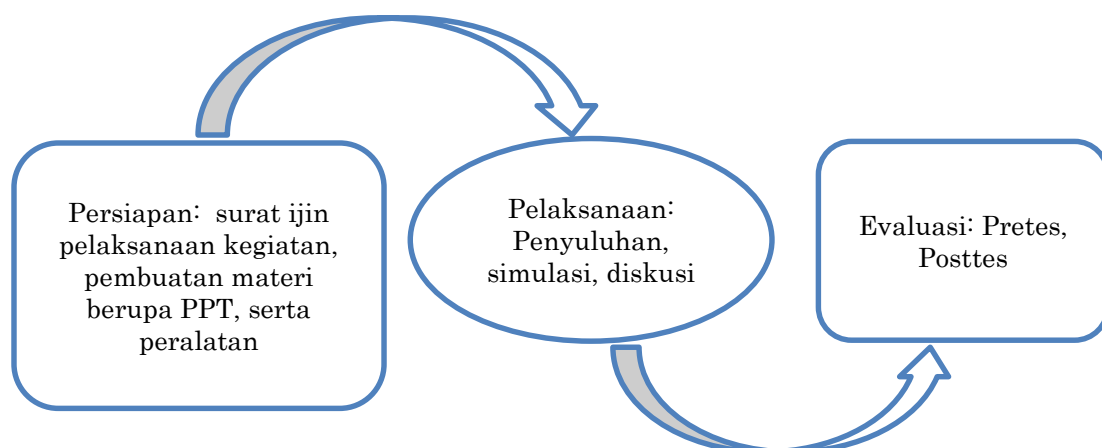 Persiapan: surat ijin
pelaksanaan kegiatan,
pembuatan materi
berupa PPT, serta
peralatan
Pelaksanaan:
Penyuluhan,
simulasi, diskusi
Evaluasi: Pretes,
Posttes